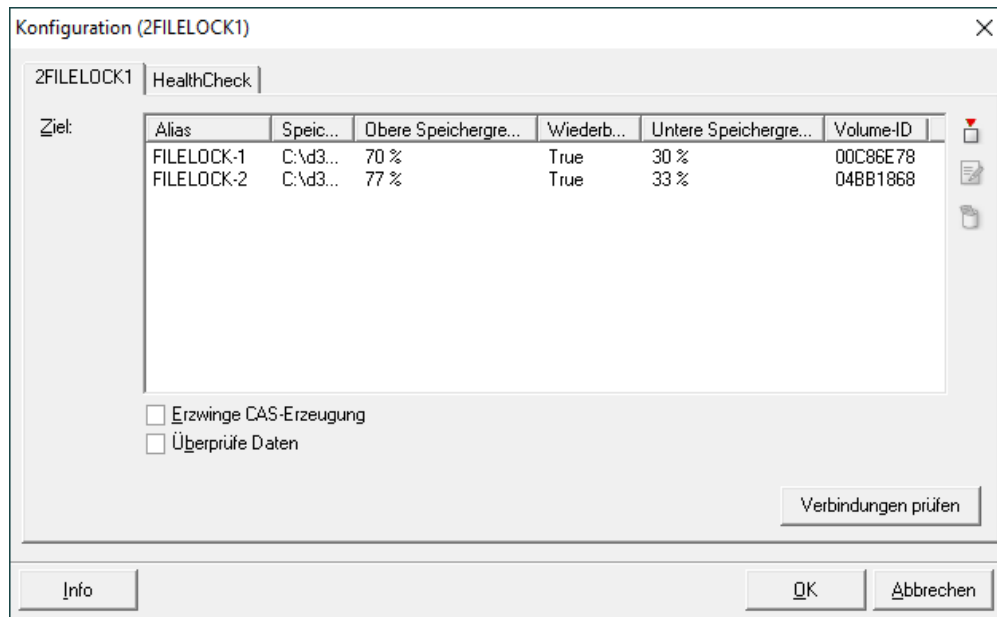 Konfiguration (2FILELOCK1)
2FILELOCK1 HealthCheck
Ziel:
Alias Speic... Obere Speichergre... Wiederb... Untere Speichergre... Volume-ID
FILELOCK-1 C:\d3... 70 % True 30 % 00C86E78
FILELOCK-2 C:\d3... 77 % True 33 % 04BB1868
Erzwinge CAS-Erzeugung
Überprüfe Daten
Verbindungen prüfen
Info OK Abbrechen